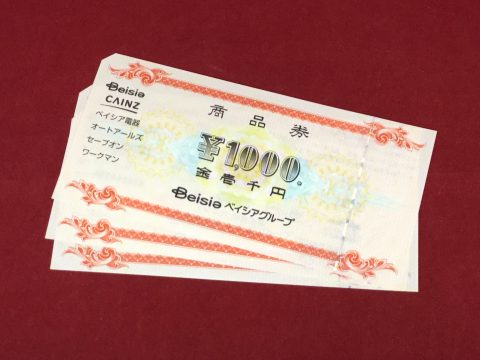 Beisia
CAINZ
ベイシア電器
オートアールズ
セーブオン
ワークマン
商品券
¥1,000
金壱千円
Beisia ベイシアグループ